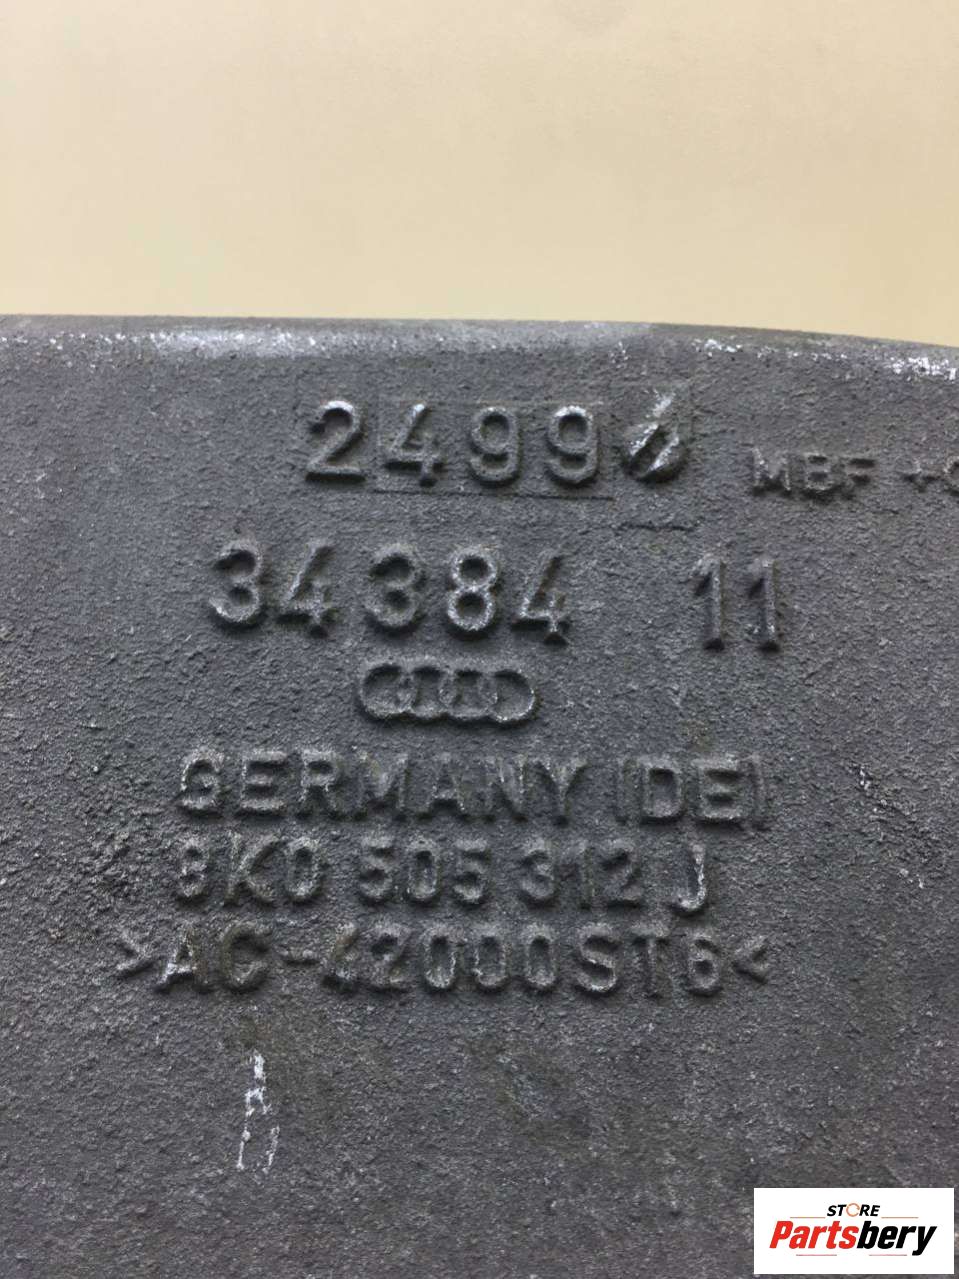 2499
MBF
34384 11
GERMANY (DE)
8K0 505 312 J
>AC-42000ST6<
STORE
Partsbery